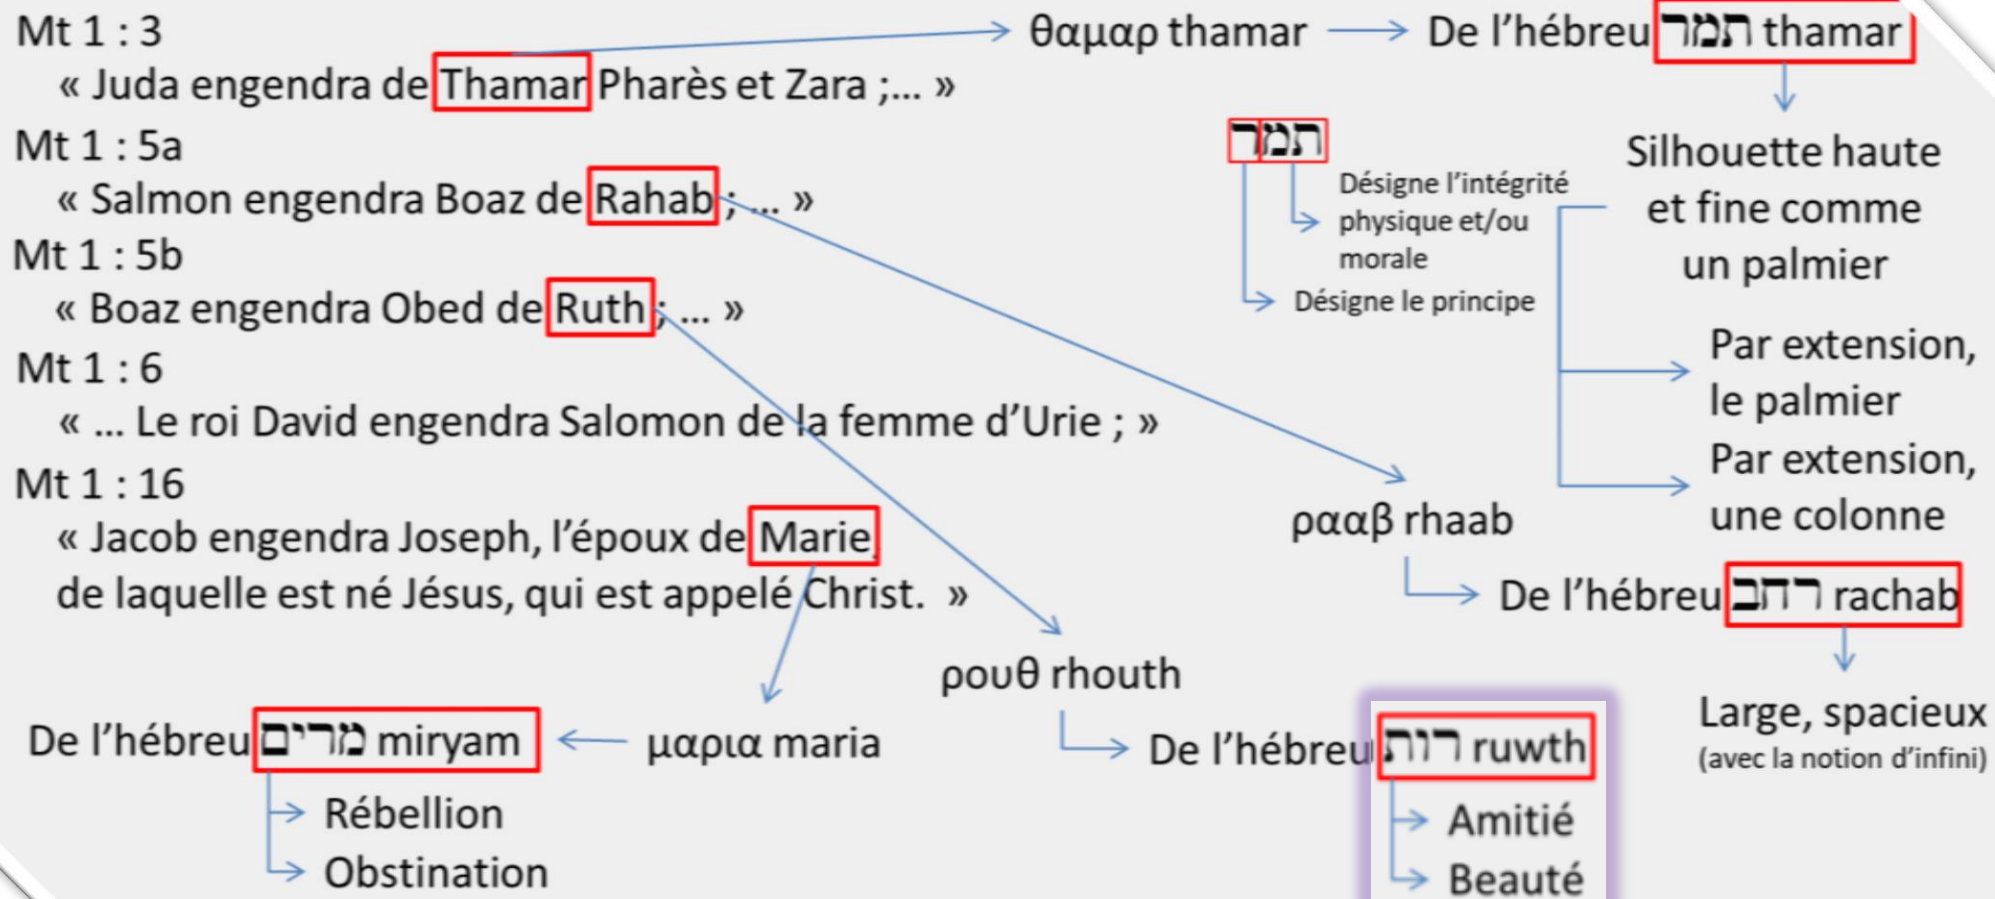 Mt 1 : 3
« Juda engendra de Thamar Pharès et Zara ;... »
Mt 1 : 5a
« Salmon engendra Boaz de Rahab ; ... »
Mt 1 : 5b
« Boaz engendra Obed de Ruth ; ... »
Mt 1 : 6
« ... Le roi David engendra Salomon de la femme d’Urie ; »
Mt 1 : 16
« Jacob engendra Joseph, l’époux de Marie,
de laquelle est né Jésus, qui est appelé Christ. »
θαμαρ thamar
De l’hébreu תמר thamar
תמר
Désigne l’intégrité
physique et/ou
morale
Désigne le principe
Silhouette haute
et fine comme
un palmier
Par extension,
le palmier
Par extension,
une colonne
ρααβ rhaab
De l’hébreu רחב rachab
Large, spacieux
(avec la notion d’infini)
ρουθ rhouth
De l’hébreu רות ruwth
Amitié
Beauté
μαρια maria
De l’hébreu מרים miryam
Rébellion
Obstination